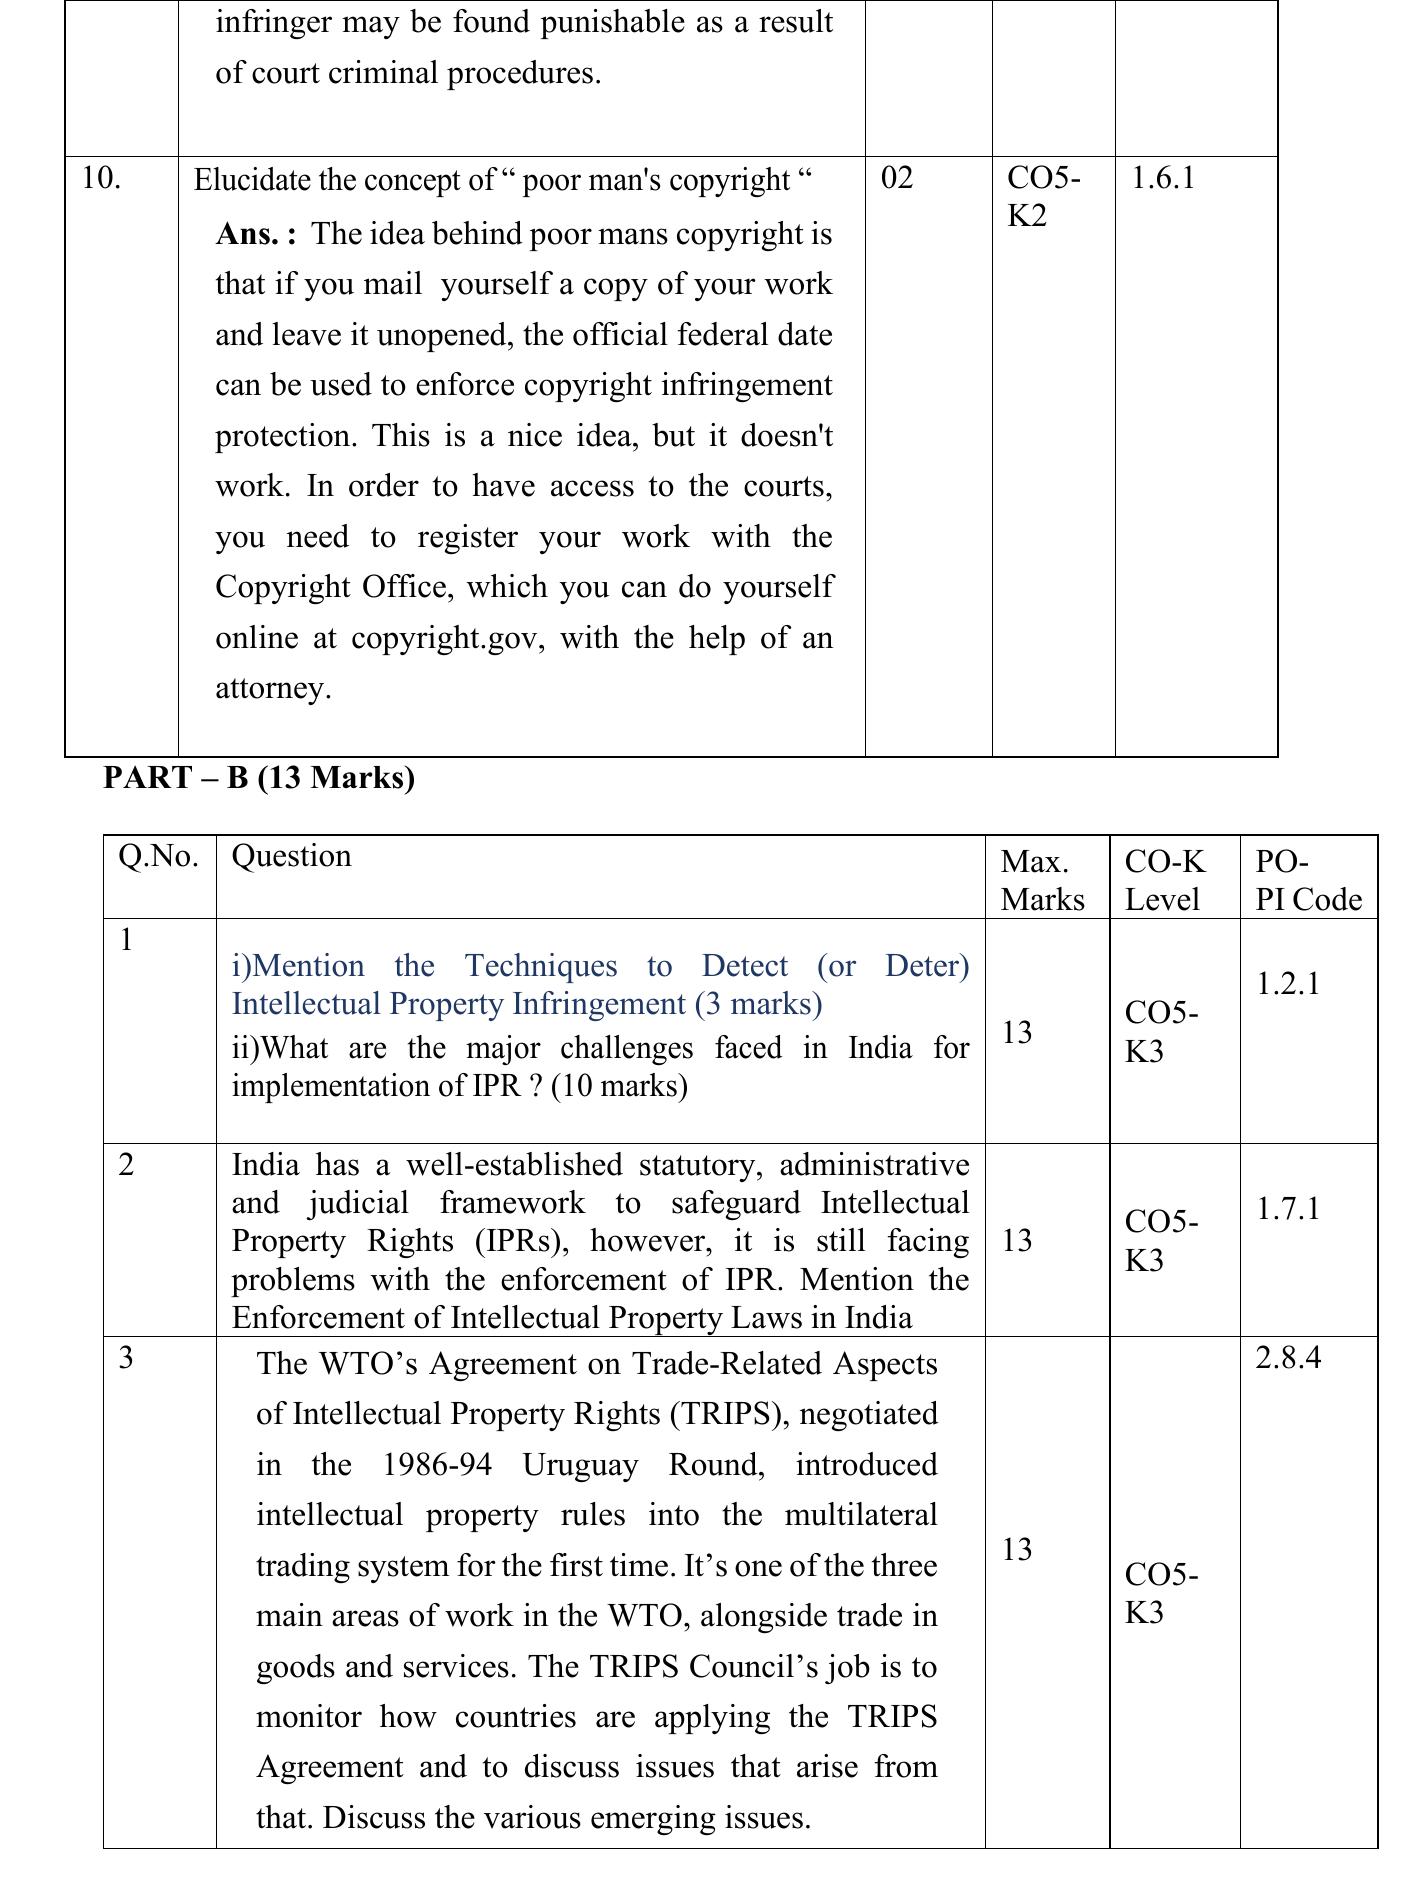 infringer may be found punishable as a result
of court criminal procedures.
10.
Elucidate the concept of “ poor man's copyright “
02
CO5-
K2
1.6.1
Ans. : The idea behind poor mans copyright is
that if you mail yourself a copy of your work
and leave it unopened, the official federal date
can be used to enforce copyright infringement
protection. This is a nice idea, but it doesn't
work. In order to have access to the courts,
you need to register your work with the
Copyright Office, which you can do yourself
online at copyright.gov, with the help of an
attorney.
PART – B (13 Marks)
Q.No.
Question
Max.
Marks
CO-K
Level
PO-
PI Code
1
i)Mention the Techniques to Detect (or Deter)
Intellectual Property Infringement (3 marks)
ii)What are the major challenges faced in India for
implementation of IPR ? (10 marks)
13
CO5-
K3
1.2.1
2
India has a well-established statutory, administrative
and judicial framework to safeguard Intellectual
Property Rights (IPRs), however, it is still facing
problems with the enforcement of IPR. Mention the
Enforcement of Intellectual Property Laws in India
13
CO5-
K3
1.7.1
3
The WTO’s Agreement on Trade-Related Aspects
of Intellectual Property Rights (TRIPS), negotiated
in the 1986-94 Uruguay Round, introduced
intellectual property rules into the multilateral
trading system for the first time. It’s one of the three
main areas of work in the WTO, alongside trade in
goods and services. The TRIPS Council’s job is to
monitor how countries are applying the TRIPS
Agreement and to discuss issues that arise from
that. Discuss the various emerging issues.
13
CO5-
K3
2.8.4